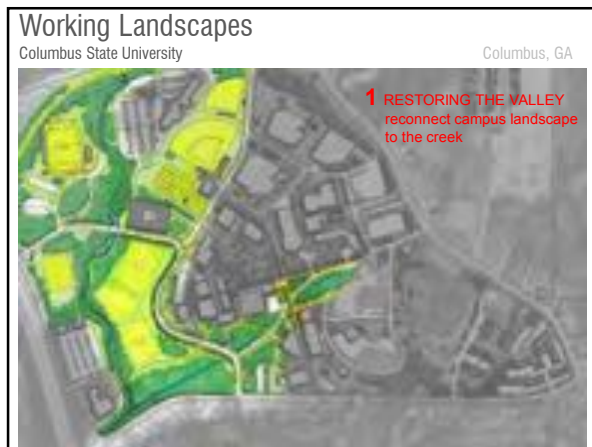 Working Landscapes
Columbus State University
Columbus, GA
1 RESTORING THE VALLEY
reconnect campus landscape
to the creek